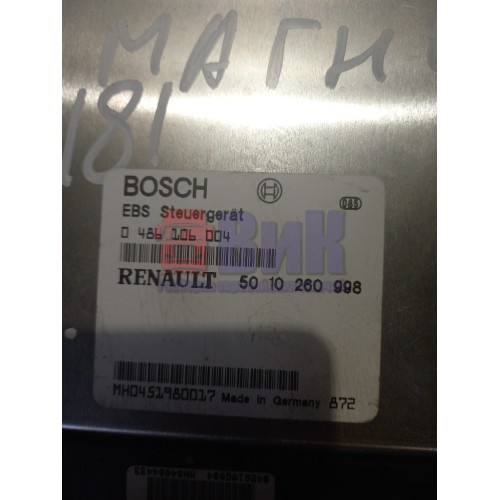 МАГН
181
BOSCH
085
EBS Steuergerät
0 486 106 004
ВиК
RENAULT 50 10 260 998
MH0451980017 Made in Germany 872